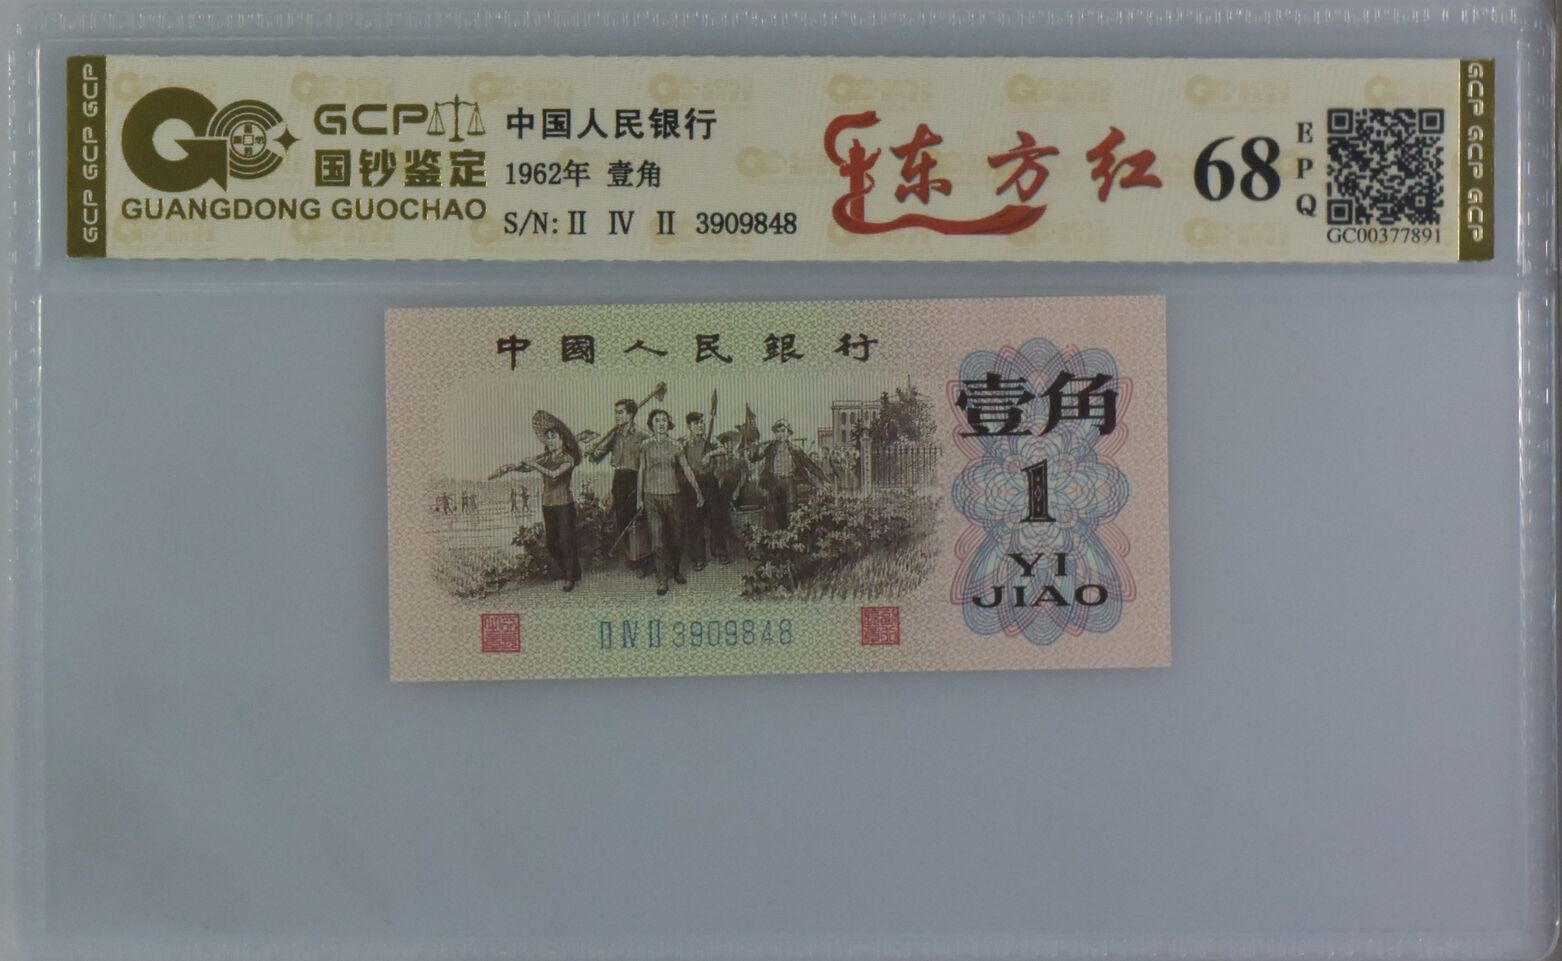 GCP GCP GCP
GCP
国钞鉴定
GUANGDONG GUOCHAO
中国人民银行
1962年 壹角
S/N: II IV II 3909848
东方红
68
EPQ
GC00377891
GCP GCP GCP
中國人民銀行
壹角
1
YI
JIAO
II IV II 3909848